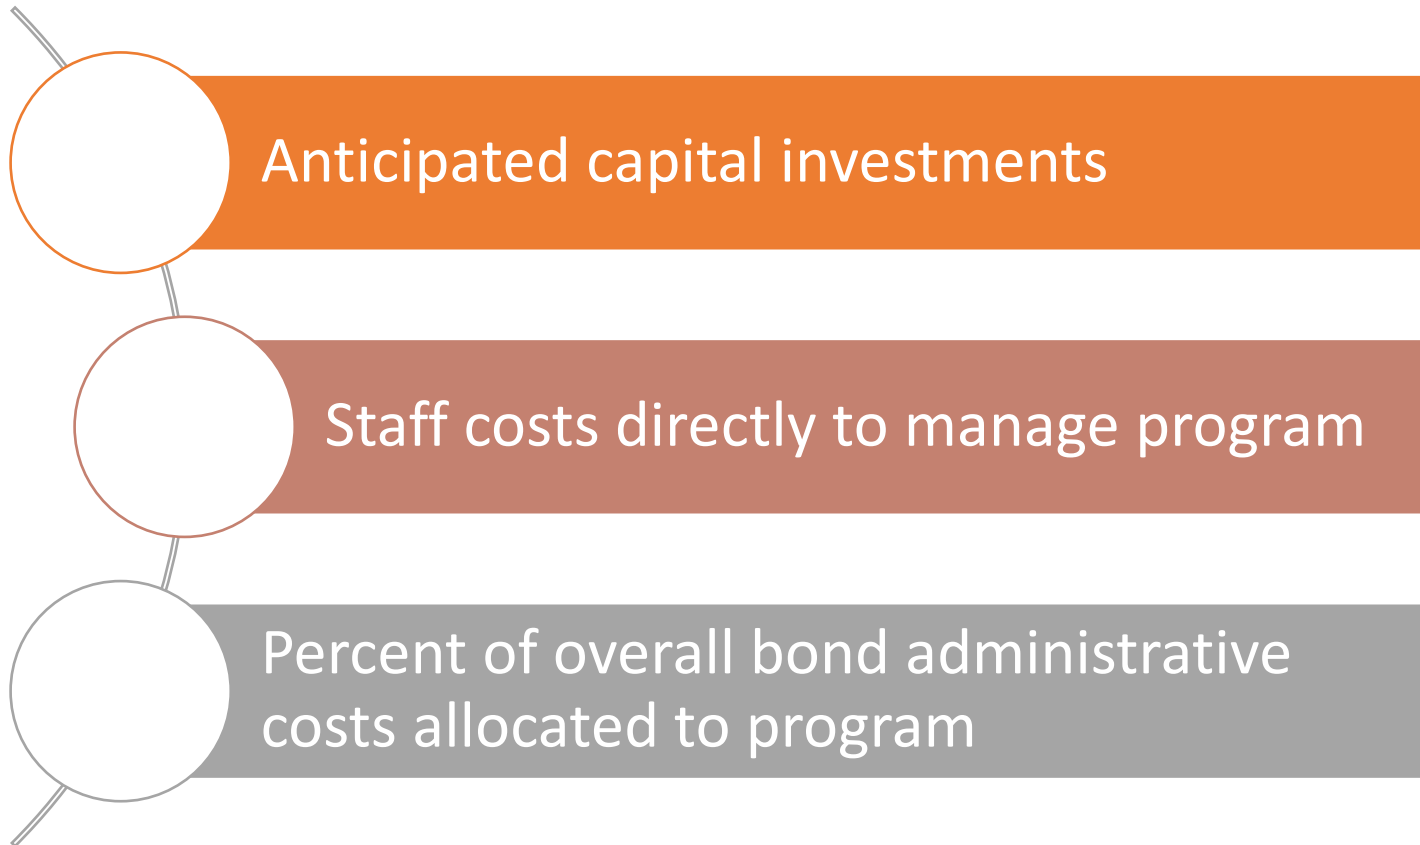 Anticipated capital investments
Staff costs directly to manage program
Percent of overall bond administrative
costs allocated to program